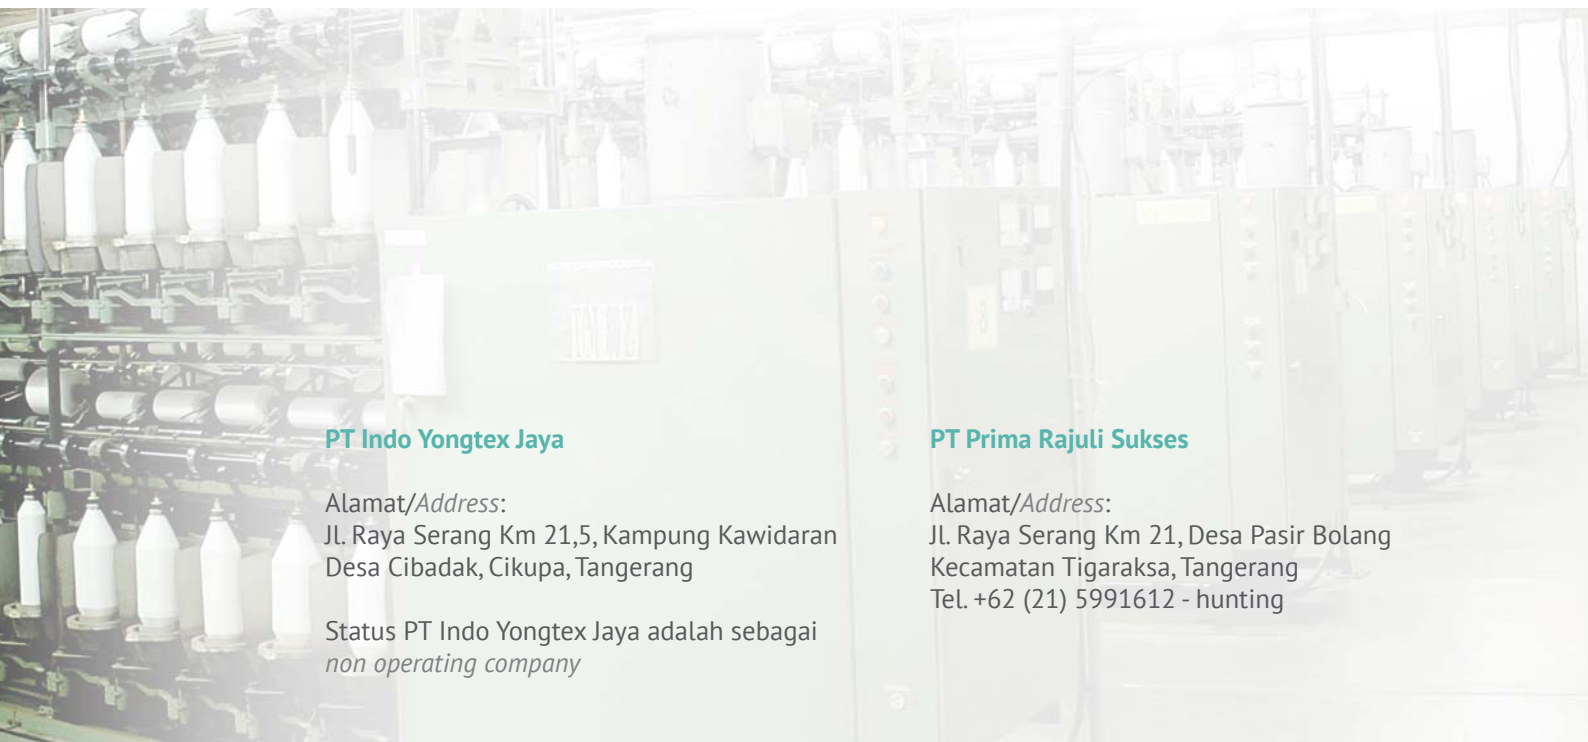 PT Indo Yongtex Jaya
Alamat/Address:
Jl. Raya Serang Km 21,5, Kampung Kawidaran
Desa Cibadak, Cikupa, Tangerang
Status PT Indo Yongtex Jaya adalah sebagai
non operating company
PT Prima Rajuli Sukses
Alamat/Address:
Jl. Raya Serang Km 21, Desa Pasir Bolang
Kecamatan Tigaraksa, Tangerang
Tel. +62 (21) 5991612 - hunting